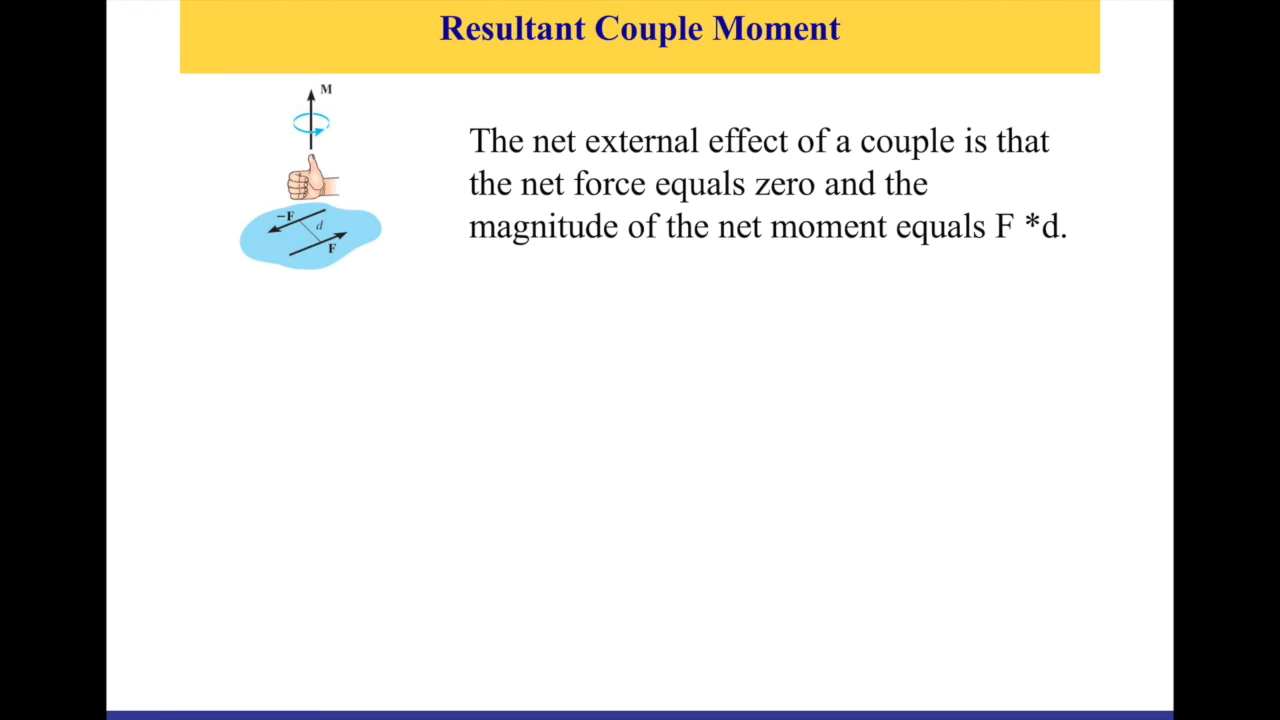 Resultant Couple Moment
M
−F
d
F
The net external effect of a couple is that
the net force equals zero and the
magnitude of the net moment equals F *d.